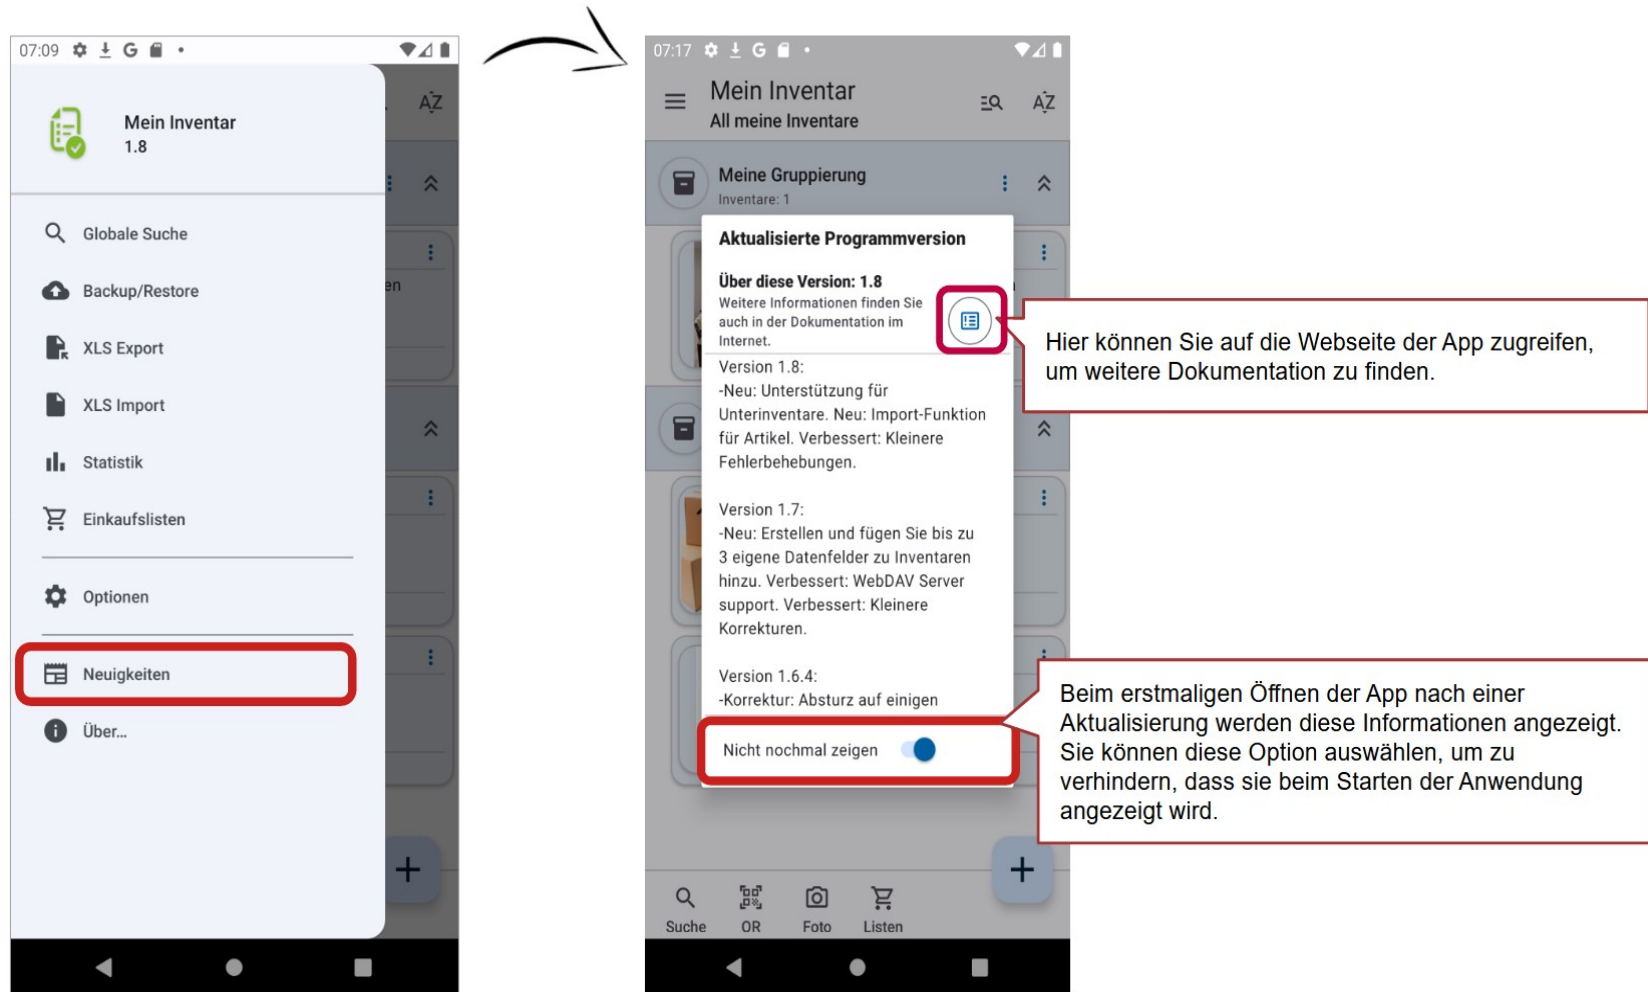 07:09
Mein Inventar
1.8
Globale Suche
Backup/Restore
XLS Export
XLS Import
Statistik
Einkaufslisten
Optionen
Neuigkeiten
Über...
AZ
en
07:17
Mein Inventar
All meine Inventare
AZ
Meine Gruppierung
Inventare: 1
Aktualisierte Programmversion
Über diese Version: 1.8
Weitere Informationen finden Sie
auch in der Dokumentation im
Internet.
Version 1.8:
-Neu: Unterstützung für
Unterinventare. Neu: Import-Funktion
für Artikel. Verbessert: Kleinere
Fehlerbehebungen.
Version 1.7:
-Neu: Erstellen und fügen Sie bis zu
3 eigene Datenfelder zu Inventaren
hinzu. Verbessert: WebDAV Server
support. Verbessert: Kleinere
Korrekturen.
Version 1.6.4:
-Korrektur: Absturz auf einigen
Nicht nochmal zeigen
Suche
QR
Foto
Listen
Hier können Sie auf die Webseite der App zugreifen,
um weitere Dokumentation zu finden.
Beim erstmaligen Öffnen der App nach einer
Aktualisierung werden diese Informationen angezeigt.
Sie können diese Option auswählen, um zu
verhindern, dass sie beim Starten der Anwendung
angezeigt wird.